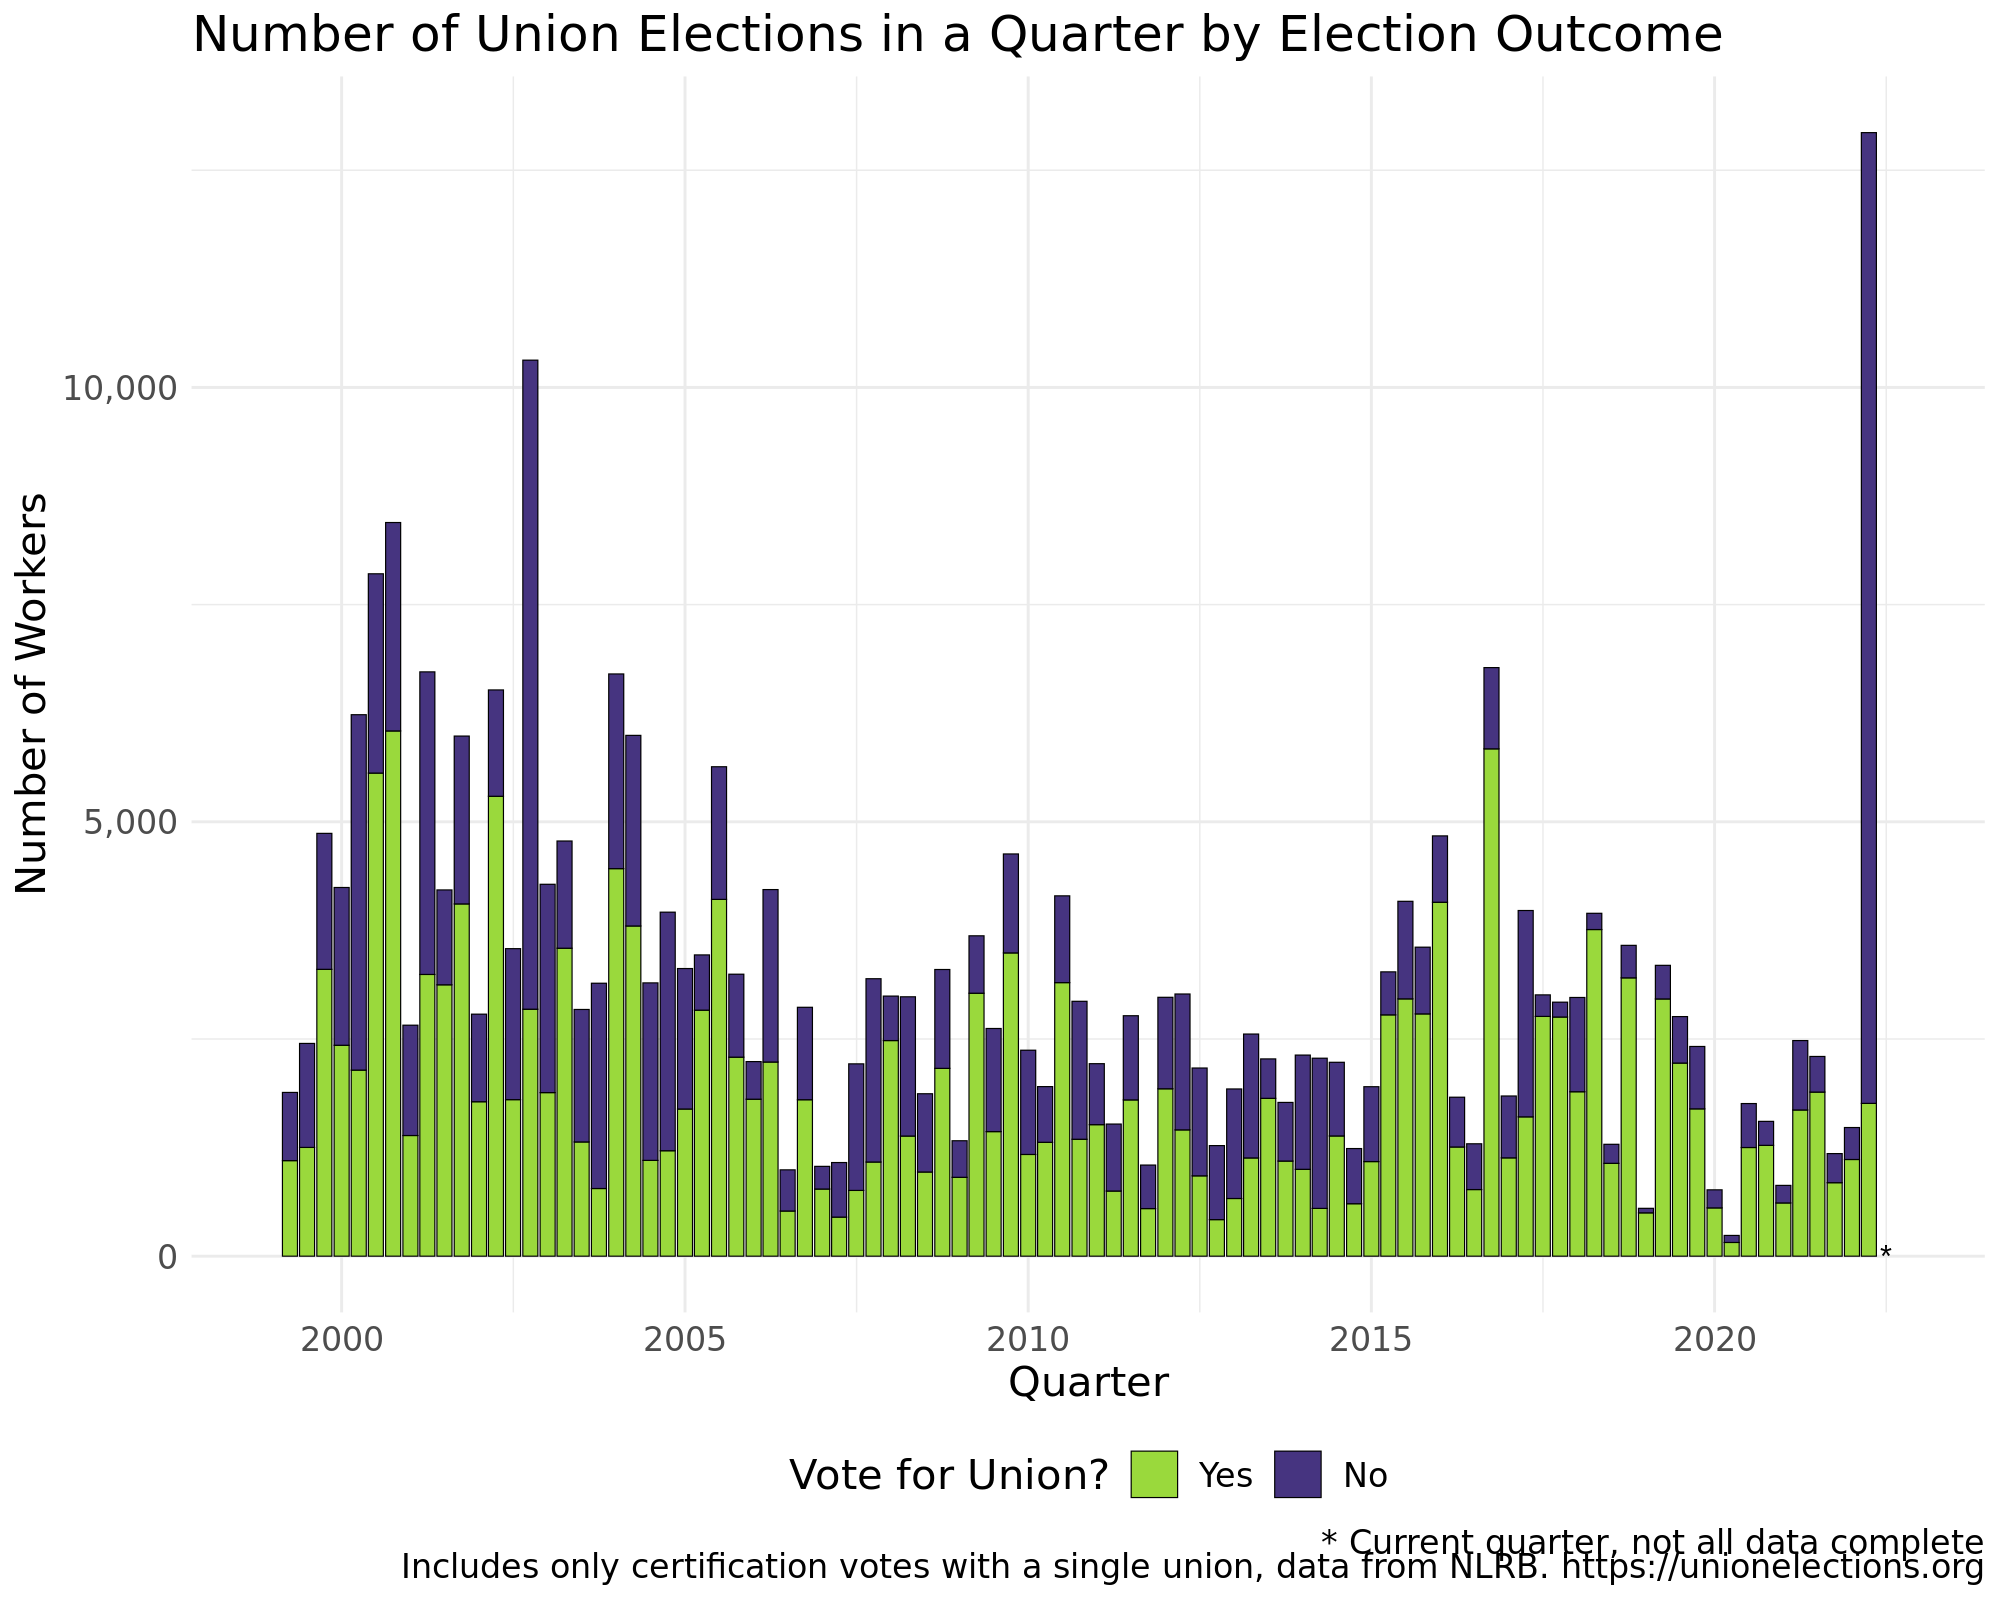 Number of Union Elections in a Quarter by Election Outcome
Number of Workers
10,000
5,000
0
*
2000 2005 2010 2015 2020
Quarter
Vote for Union? Yes No
* Current quarter, not all data complete
Includes only certification votes with a single union, data from NLRB. https://unionelections.org